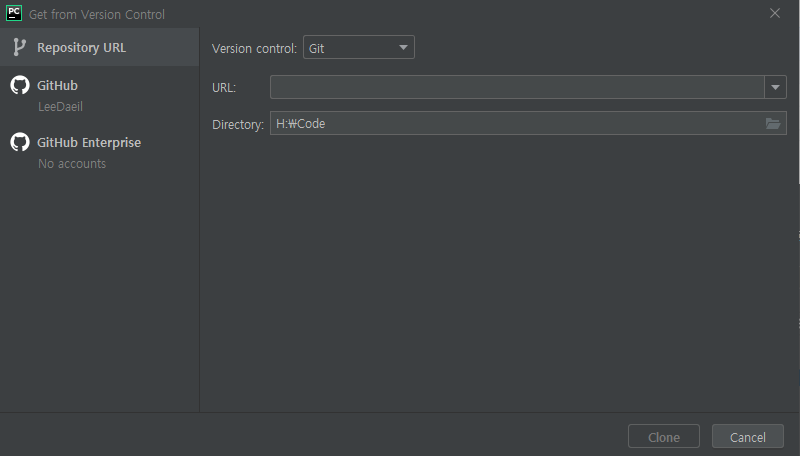 PC
Get from Version Control
Repository URL
GitHub
LeeDaeil
GitHub Enterprise
No accounts
Version control: Git
URL:
Directory: H:₩Code
Clone
Cancel